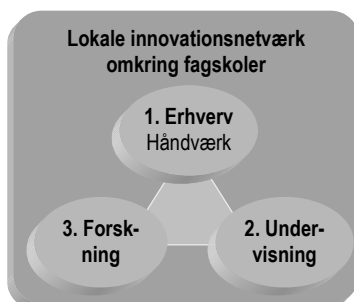 Lokale innovationsnetværk
omkring fagskoler
1. Erhverv
Håndværk
3. Forsk-
ning
2. Under-
visning